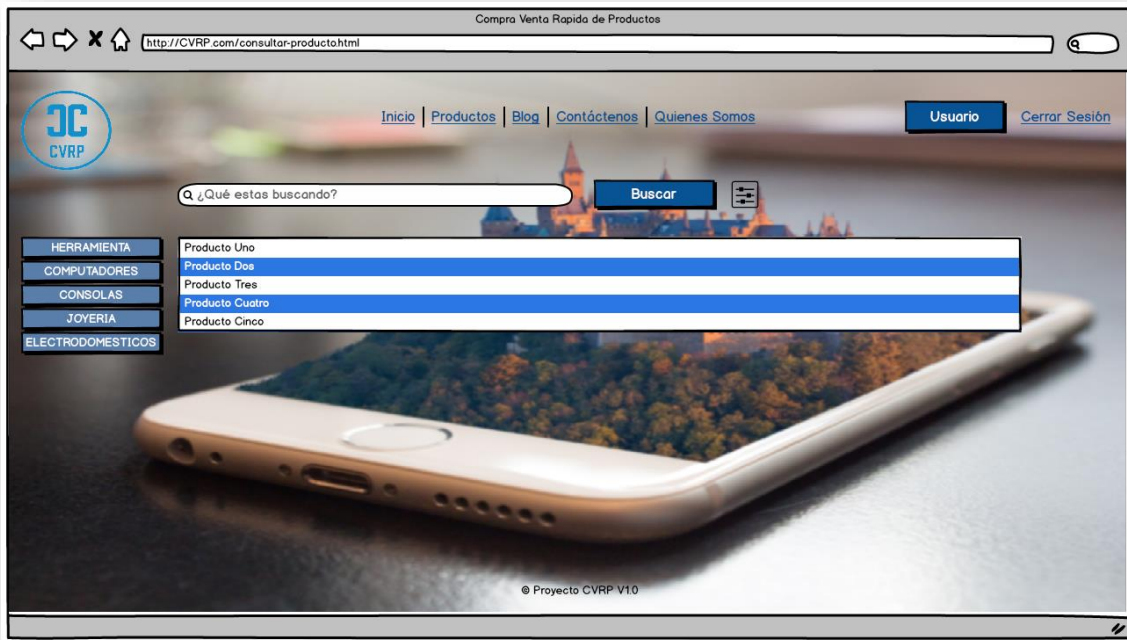 Compra Venta Rapida de Productos
http://CVRP.com/consultar-producto.html
CVRP
Inicio Productos Blog Contáctenos Quienes Somos
Usuario
Cerrar Sesión
¿Qué estas buscando?
Buscar
HERRAMIENTA
COMPUTADORES
CONSOLAS
JOYERIA
ELECTRODOMESTICOS
Producto Uno
Producto Dos
Producto Tres
Producto Cuatro
Producto Cinco
© Proyecto CVRP V1.0